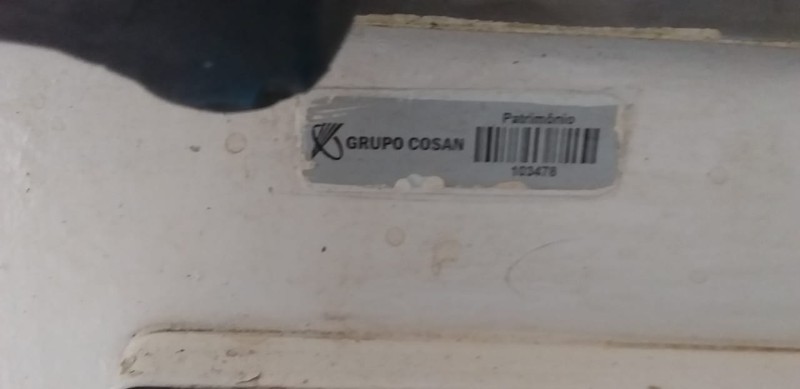 GRUPO COSAN
Patrimônio
103478